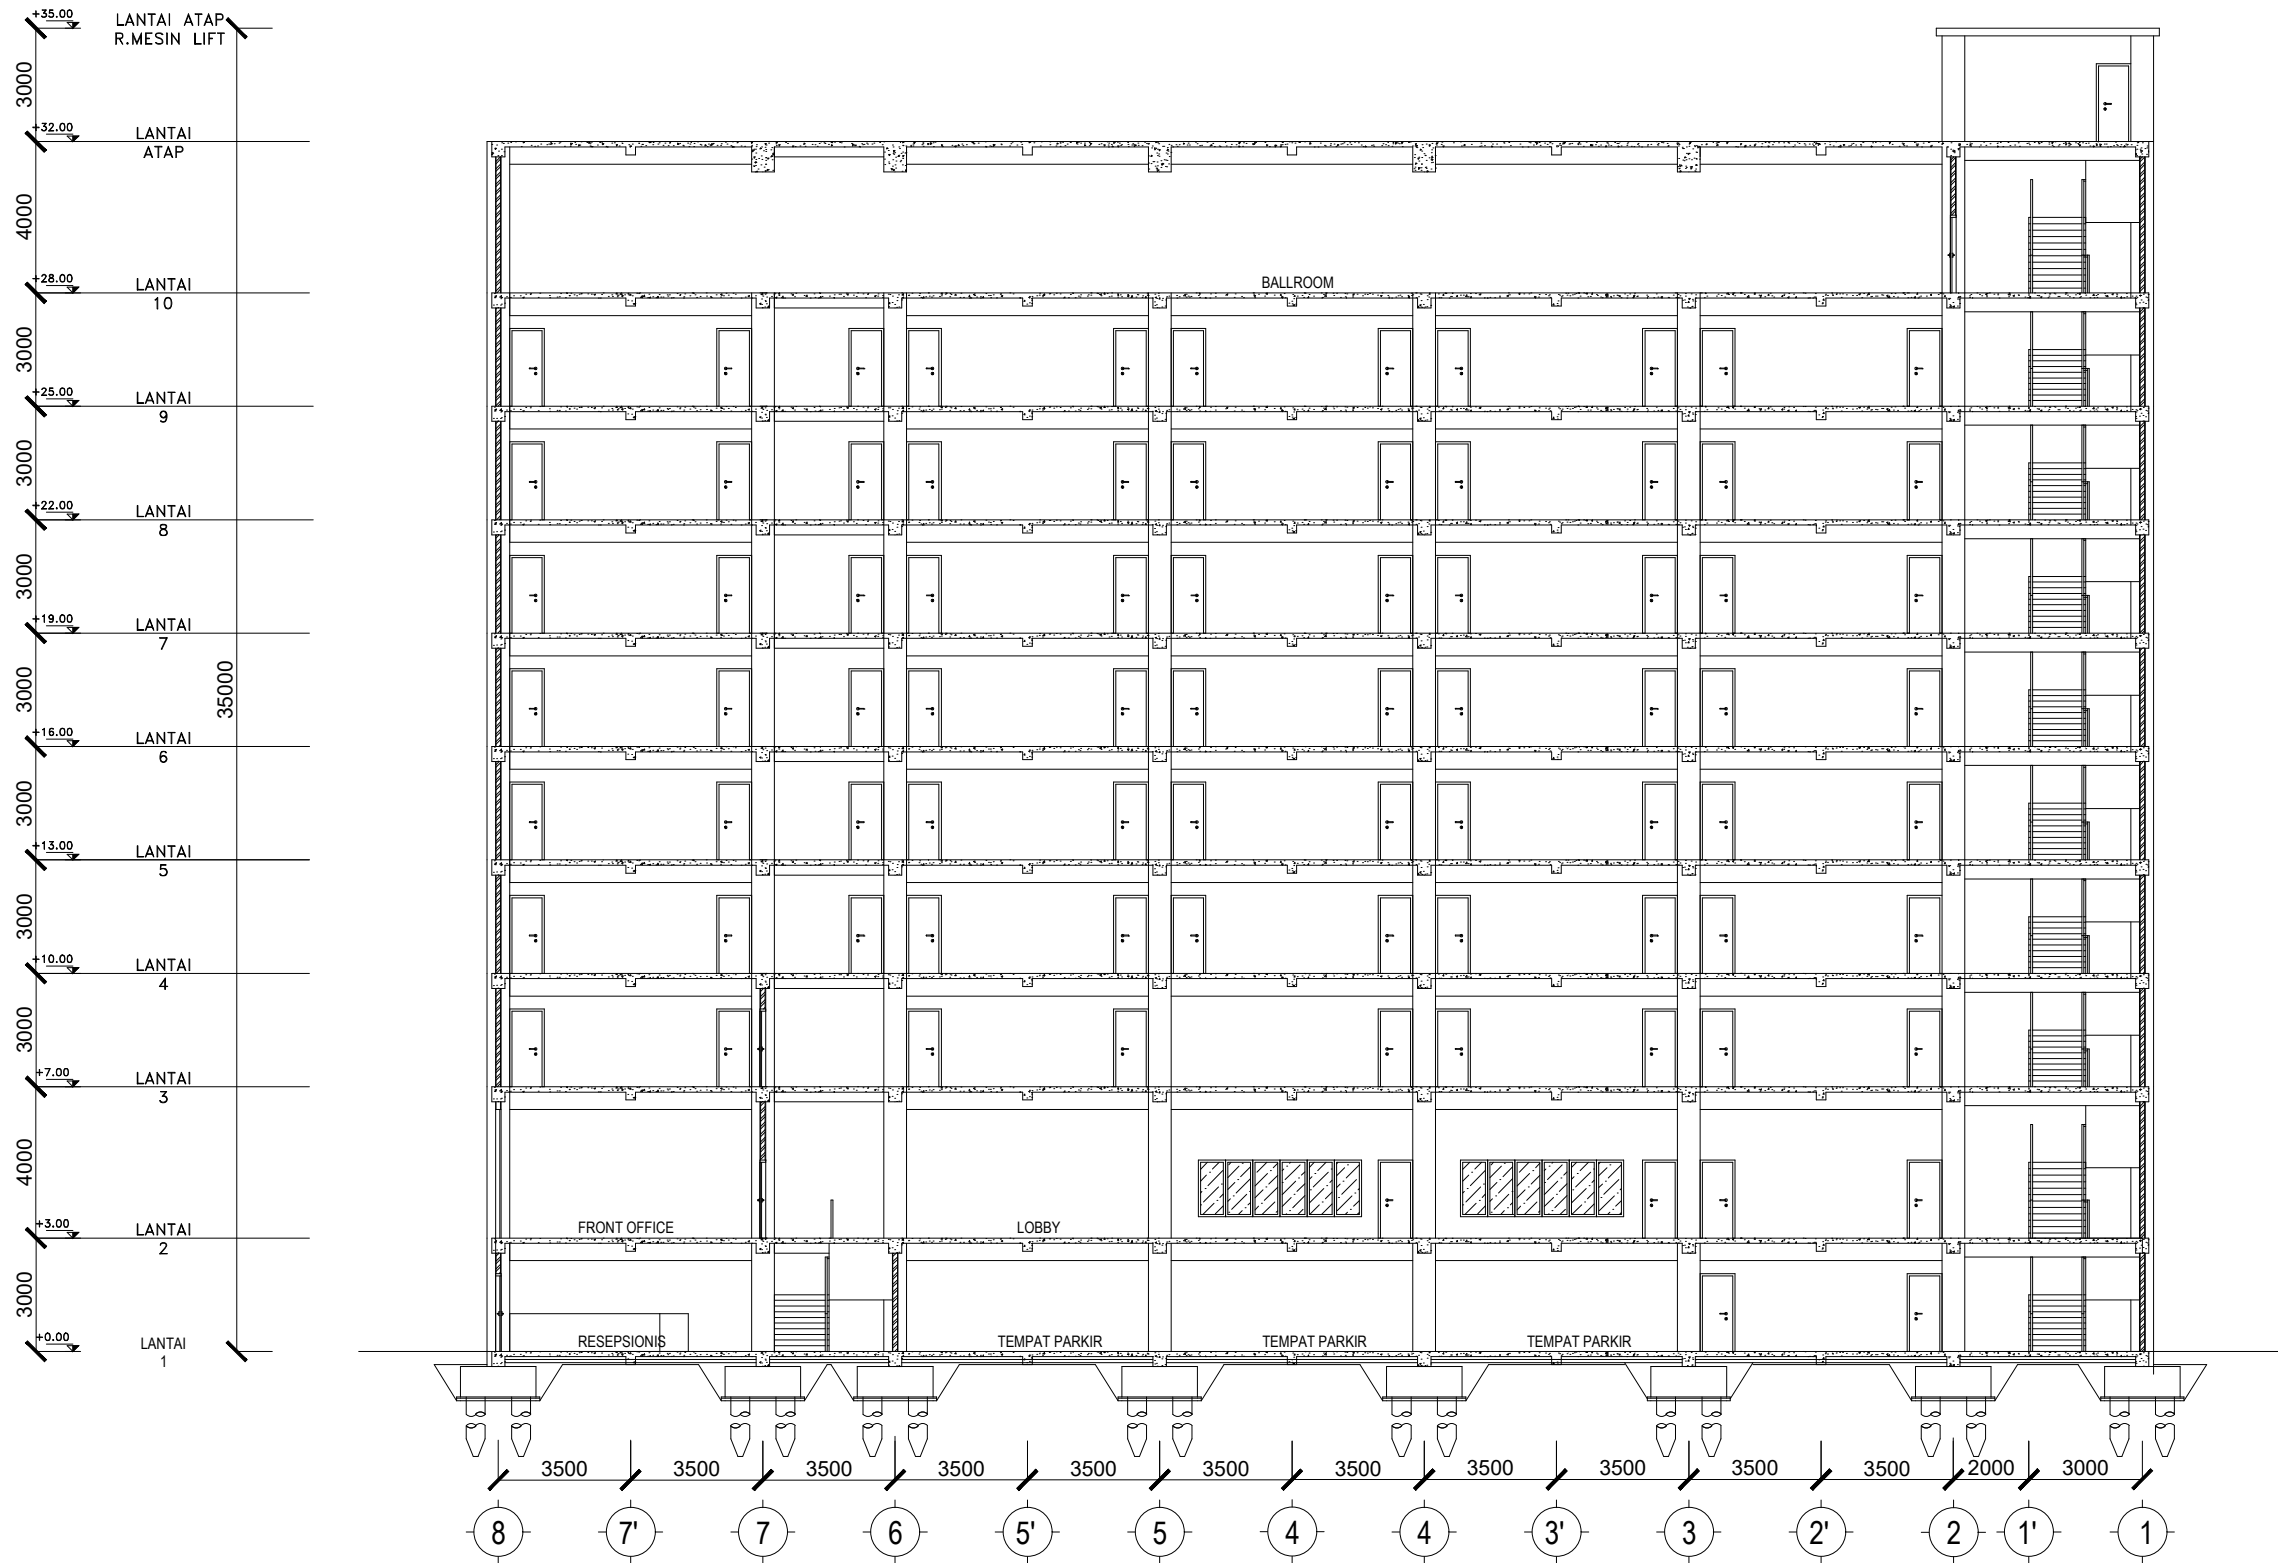 +35.00
LANTAI ATAP
R.MESIN LIFT
3000
+32.00
LANTAI
ATAP
4000
+28.00
LANTAI
10
BALLROOM
3000
+25.00
LANTAI
9
3000
+22.00
LANTAI
8
3000
+19.00
LANTAI
7
3000
35000
+16.00
LANTAI
6
3000
+13.00
LANTAI
5
3000
+10.00
LANTAI
4
3000
+7.00
LANTAI
3
4000
+3.00
LANTAI
2
FRONT OFFICE
LOBBY
3000
+0.00
LANTAI
1
RESEPSIONIS
TEMPAT PARKIR
TEMPAT PARKIR
TEMPAT PARKIR
3500 3500 3500 3500 3500 3500 3500 3500 3500 3500 3500 2000 3000
8 7' 7 6 5' 5 4 4 3' 3 2' 2 1' 1